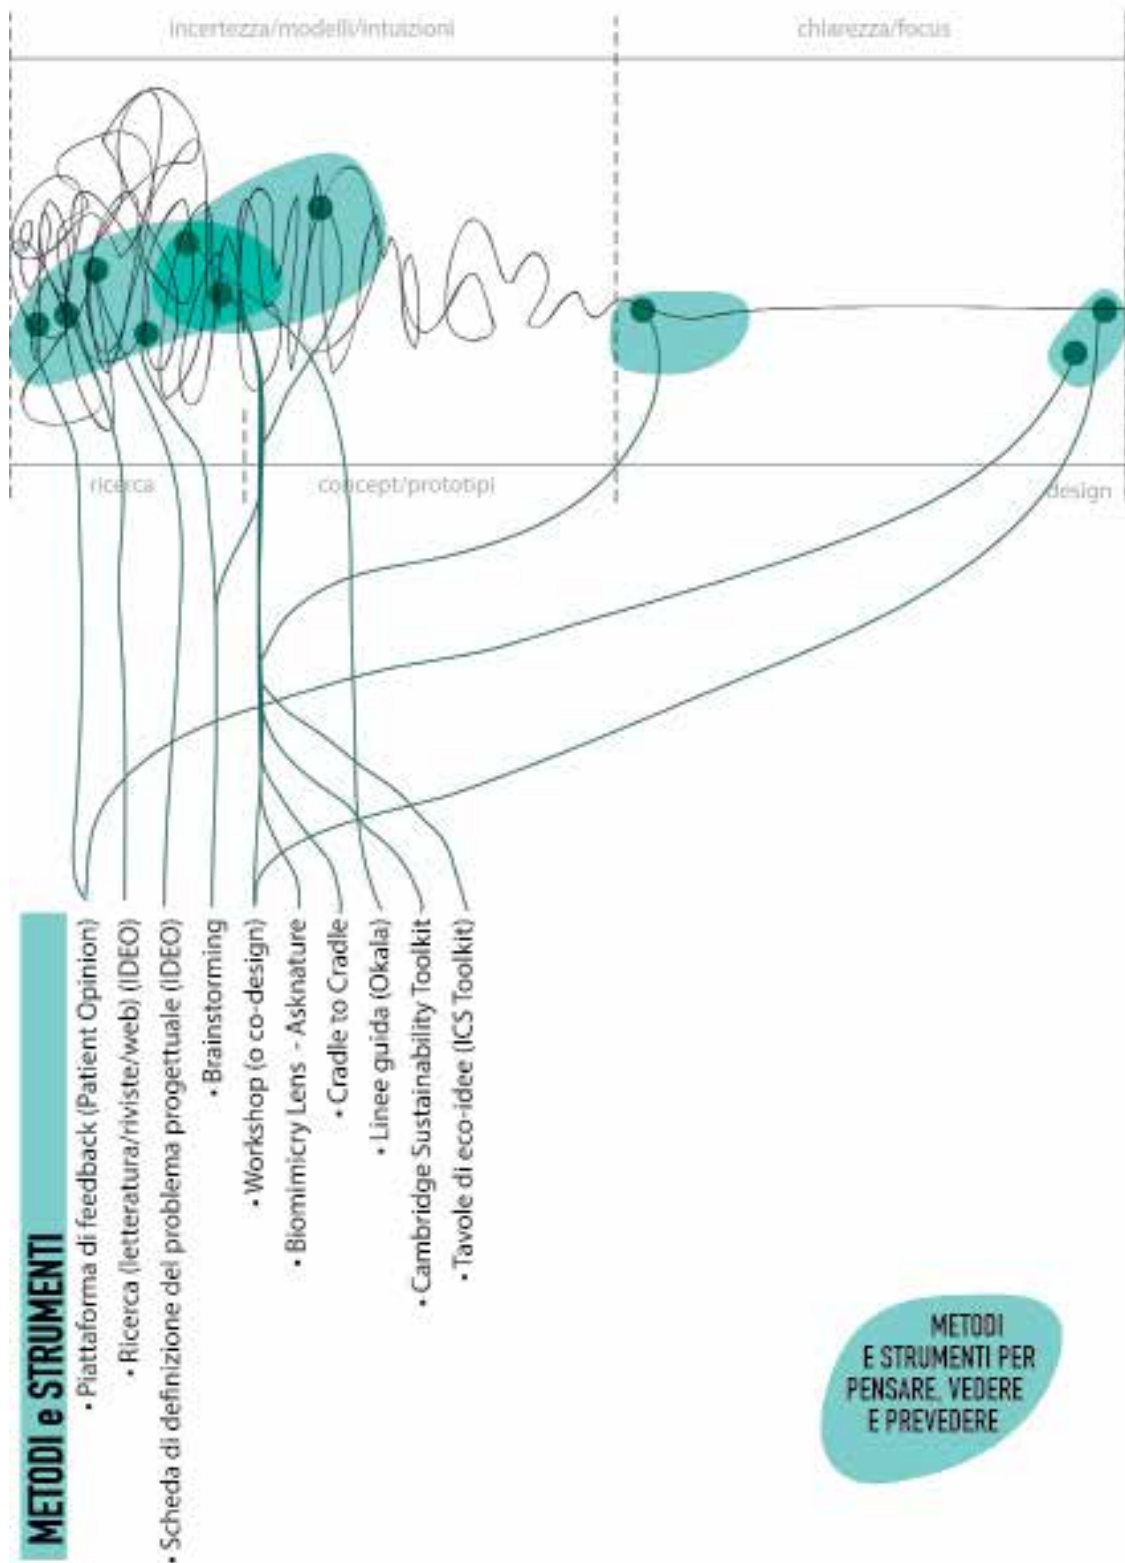 incertezza/modelli/intuizioni
chiarezza/focus
ricerca
concept/prototipi
design
METODI e STRUMENTI
• Piattaforma di feedback (Patient Opinion)
• Ricerca (letteratura/riviste/web) (IDEO)
• Scheda di definizione del problema progettuale (IDEO)
• Brainstorming
• Workshop (o co-design)
• Biomimicry Lens - Asknature
• Cradle to Cradle
• Linee guida (Okala)
• Cambridge Sustainability Toolkit
• Tavole di eco-idee (ICS Toolkit)
METODI
E STRUMENTI PER
PENSARE, VEDERE
E PREVEDERE